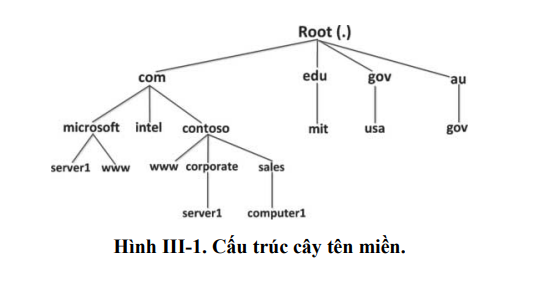 Root (.)
com edu gov au
microsoft intel contoso mit usa gov
server1 www www corporate sales
server1 computer1
Hình III-1. Cấu trúc cây tên miền.